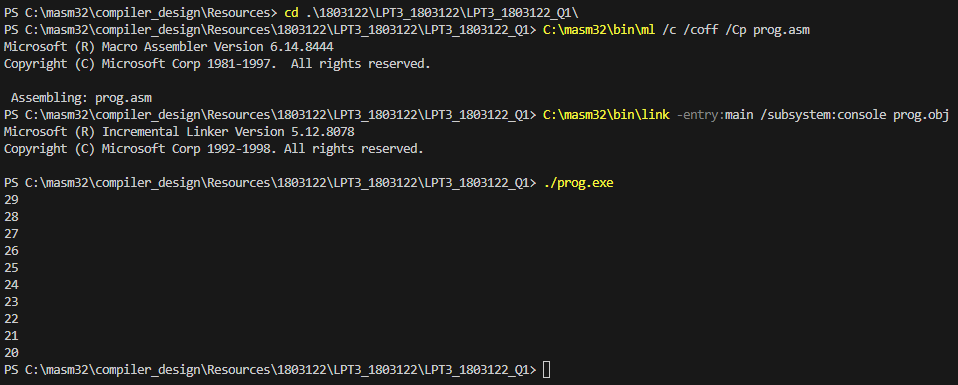 PS C:\masm32\compiler_design\Resources> cd .\1803122\LPT3_1803122\LPT3_1803122_Q1\
PS C:\masm32\compiler_design\Resources\1803122\LPT3_1803122\LPT3_1803122_Q1> C:\masm32\bin\ml /c /coff /Cp prog.asm
Microsoft (R) Macro Assembler Version 6.14.8444
Copyright (C) Microsoft Corp 1981-1997.  All rights reserved.

 Assembling: prog.asm
PS C:\masm32\compiler_design\Resources\1803122\LPT3_1803122\LPT3_1803122_Q1> C:\masm32\bin\link -entry:main /subsystem:console prog.obj
Microsoft (R) Incremental Linker Version 5.12.8078
Copyright (C) Microsoft Corp 1992-1998. All rights reserved.

PS C:\masm32\compiler_design\Resources\1803122\LPT3_1803122\LPT3_1803122_Q1> ./prog.exe
29
28
27
26
25
24
23
22
21
20
PS C:\masm32\compiler_design\Resources\1803122\LPT3_1803122\LPT3_1803122_Q1>